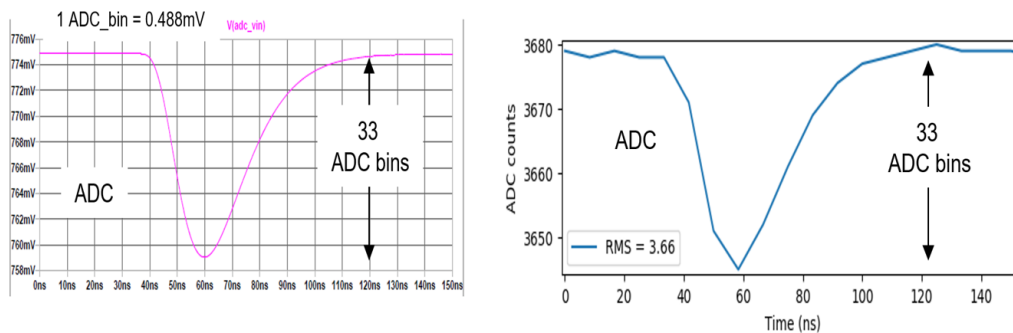 1 ADC_bin = 0.488mV
V(adc_vin)
776mV
774mV
772mV
770mV
768mV
766mV
764mV
762mV
760mV
758mV
ADC
33
ADC bins
0ns 10ns 20ns 30ns 40ns 50ns 60ns 70ns 80ns 90ns 100ns 110ns 120ns 130ns 140ns 150ns
ADC counts
3680
3670
3660
3650
ADC
33
ADC bins
RMS = 3.66
0 20 40 60 80 100 120 140
Time (ns)